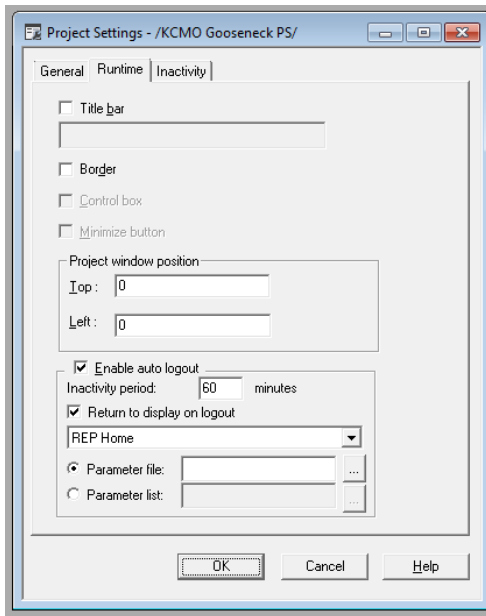 Project Settings - /KCMO Gooseneck PS/
General Runtime Inactivity
Title bar
Border
Control box
Minimize button
Project window position
Top : 0
Left : 0
Enable auto logout
Inactivity period: 60 minutes
Return to display on logout
REP Home
Parameter file: ...
Parameter list: ...
OK Cancel Help